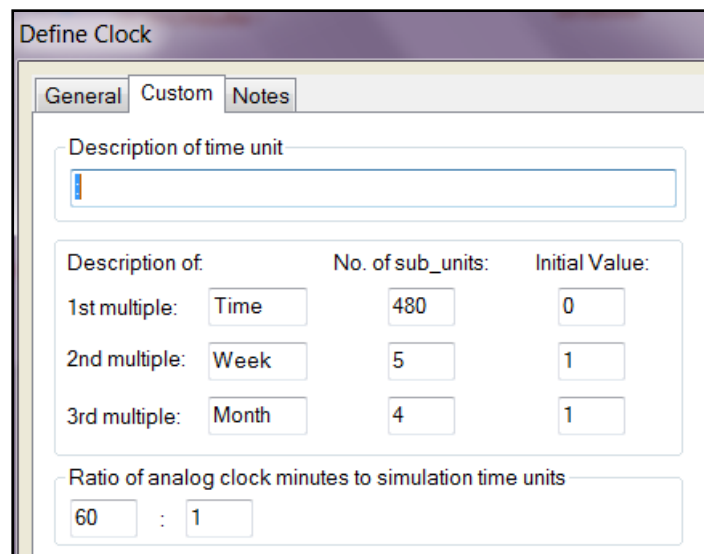 Define Clock
General Custom Notes
Description of time unit
:
Description of: No. of sub_units: Initial Value:
1st multiple: Time 480 0
2nd multiple: Week 5 1
3rd multiple: Month 4 1
Ratio of analog clock minutes to simulation time units
60 : 1